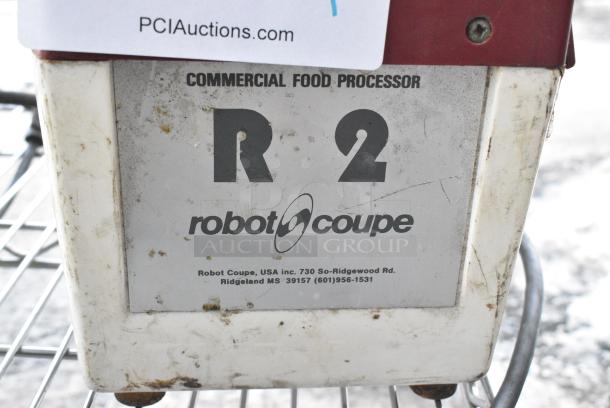 PCIAuctions.com
COMMERCIAL FOOD PROCESSOR
R 2
robot coupe
PCI
AUCTION GROUP
Robot Coupe, USA inc. 730 So-Ridgewood Rd.
Ridgeland MS 39157 (601)956-1531